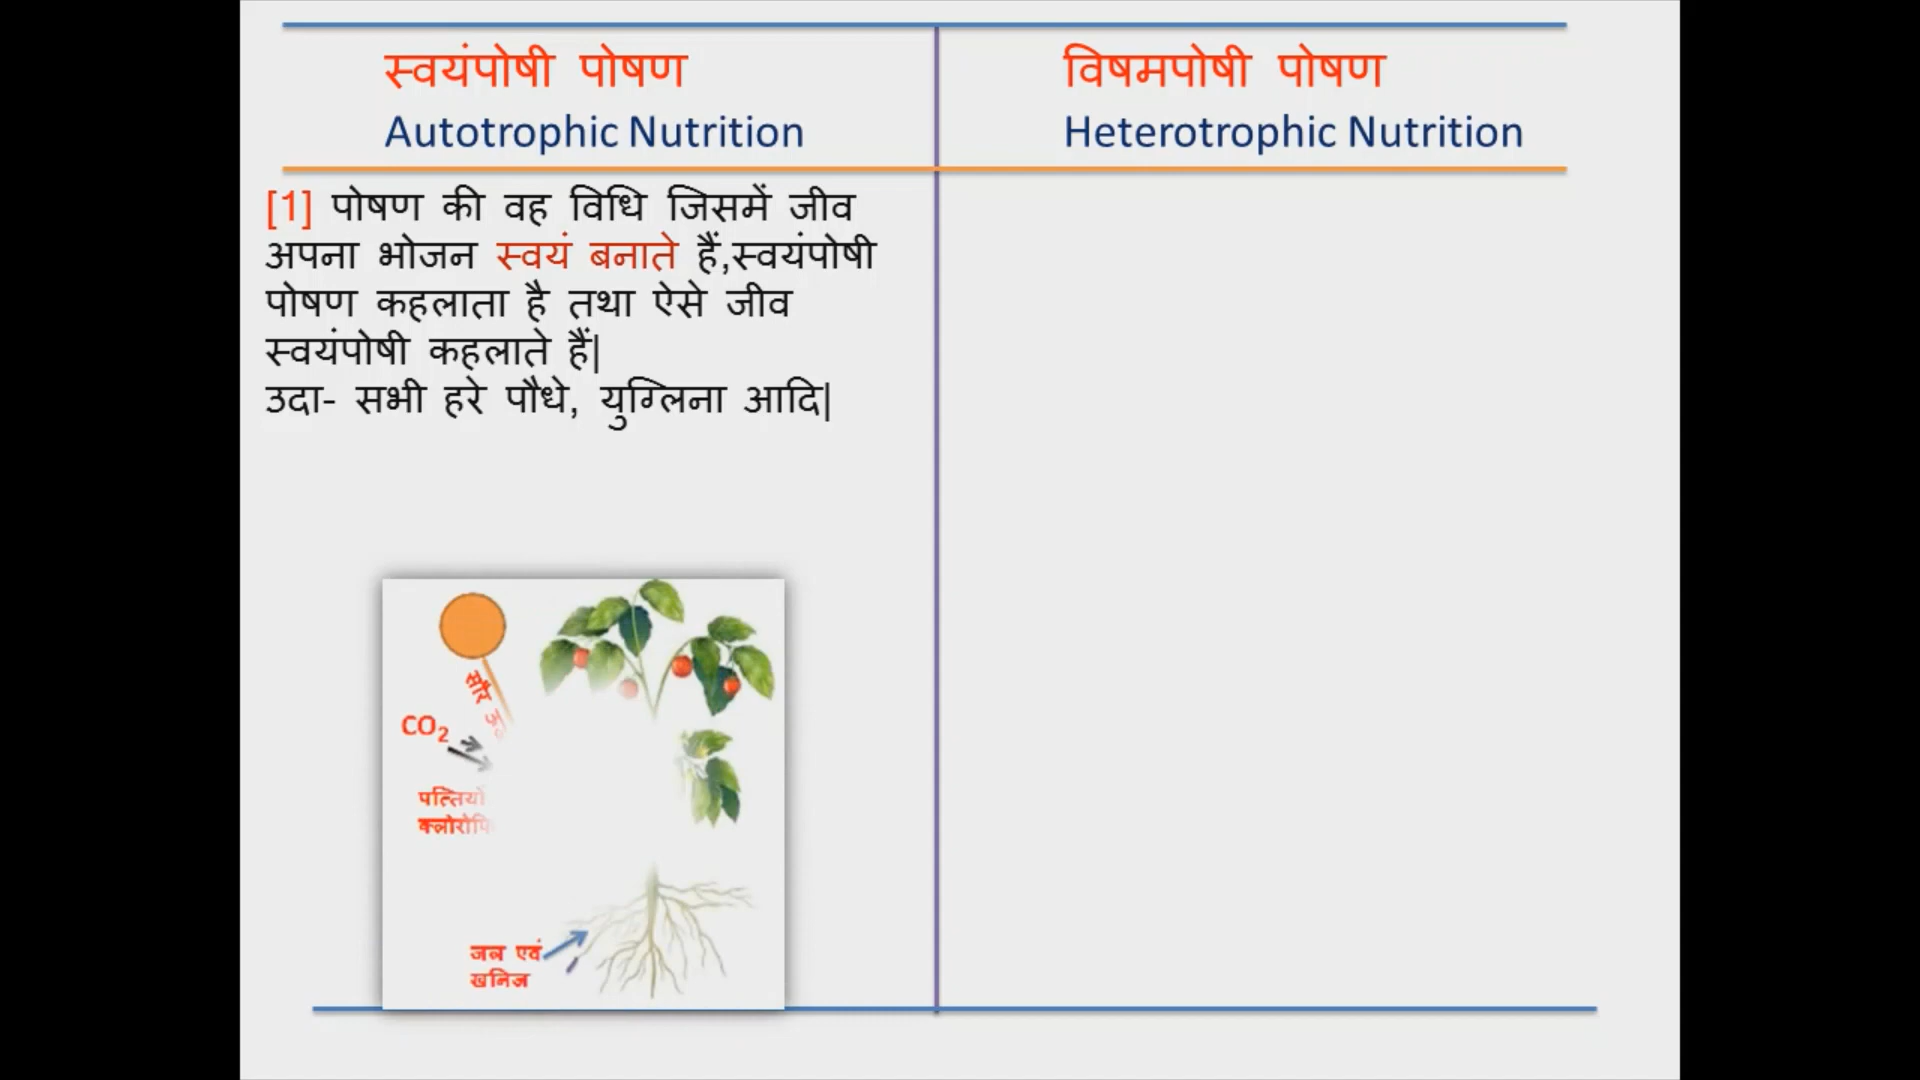 स्वयंपोषी पोषण
Autotrophic Nutrition
विषमपोषी पोषण
Heterotrophic Nutrition
[1] पोषण की वह विधि जिसमें जीव
अपना भोजन स्वयं बनाते हैं,स्वयंपोषी
पोषण कहलाता है तथा ऐसे जीव
स्वयंपोषी कहलाते हैं|
उदा- सभी हरे पौधे, युग्लिना आदि|
सौर
CO₂
जल एवं
खनिज